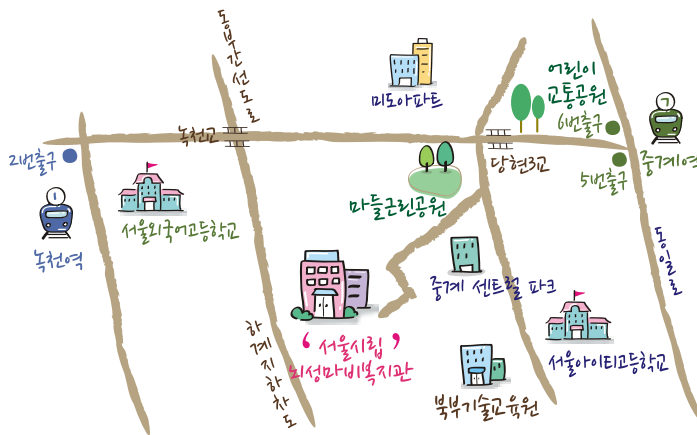 동부간선도로
미도아파트
어린이
교통공원
6번출구
7
녹천교
당현3교
중계역
5번출구
2번출구
1
서울외국어고등학교
마들근린공원
녹천역
동일로
중계 센트럴 파크
하계지하차도
' 서울시립 '
뇌성마비복지관
서울아이티고등학교
북부기술교육원